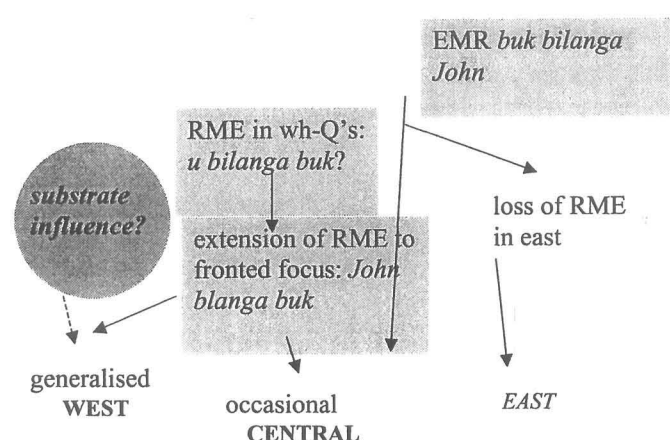 EMR buk bilanga
John
RME in wh-Q's:
u bilanga buk?
substrate
influence?
extension of RME to
fronted focus: John
blanga buk
loss of RME
in east
generalised
WEST
occasional
CENTRAL
EAST